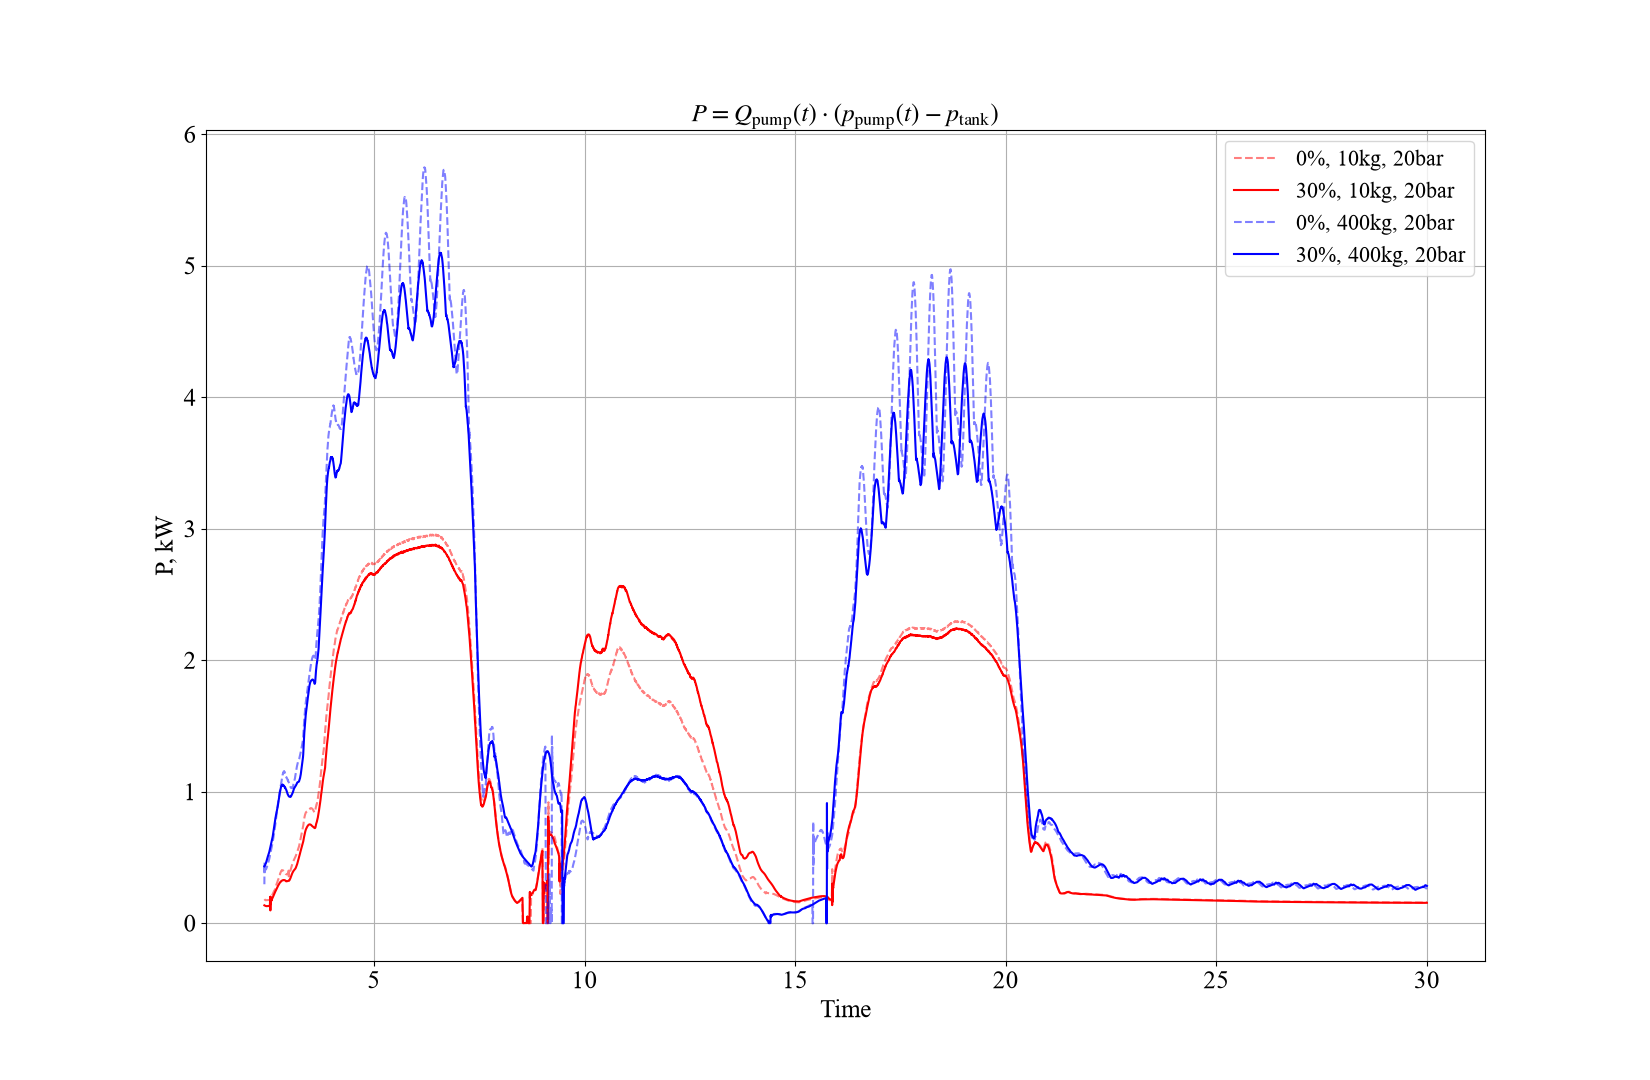 P = Q_pump(t) · (p_pump(t) − p_tank)
6
5
4
3
2
1
0
P, kW
0%, 10kg, 20bar
30%, 10kg, 20bar
0%, 400kg, 20bar
30%, 400kg, 20bar
5 10 15 20 25 30
Time